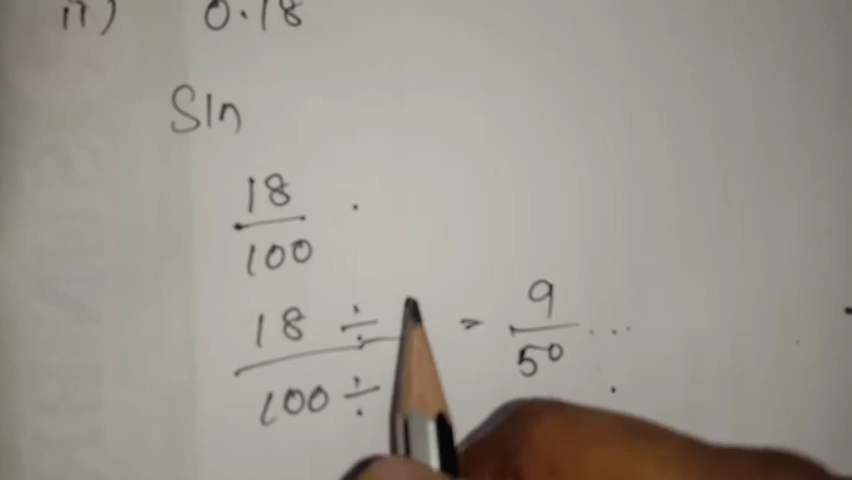 ii) 0.18
Sln
18
100
18 ÷ = 9
100 ÷ 50